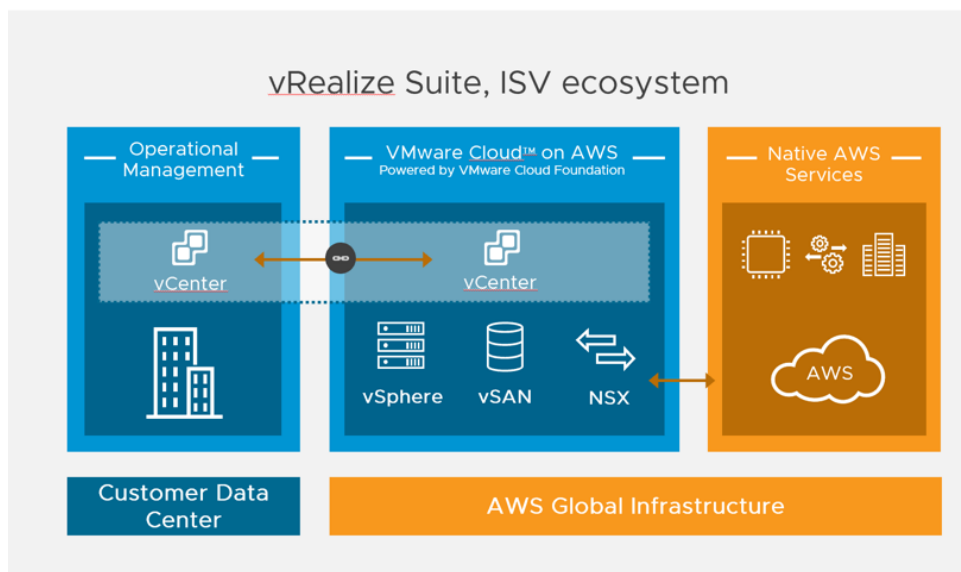 vRealize Suite, ISV ecosystem
Operational
Management
vCenter
VMware Cloud™ on AWS
Powered by VMware Cloud Foundation
vCenter
vSphere
vSAN
NSX
Native AWS
Services
AWS
Customer Data
Center
AWS Global Infrastructure